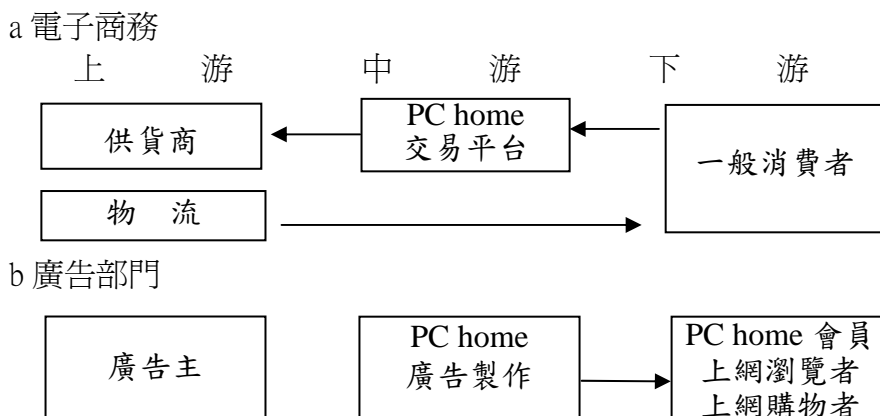 a 電子商務
上 游 中 游 下 游
供貨商
PC home
交易平台
一般消費者
物 流
b 廣告部門
廣告主
PC home
廣告製作
PC home 會員
上網瀏覽者
上網購物者